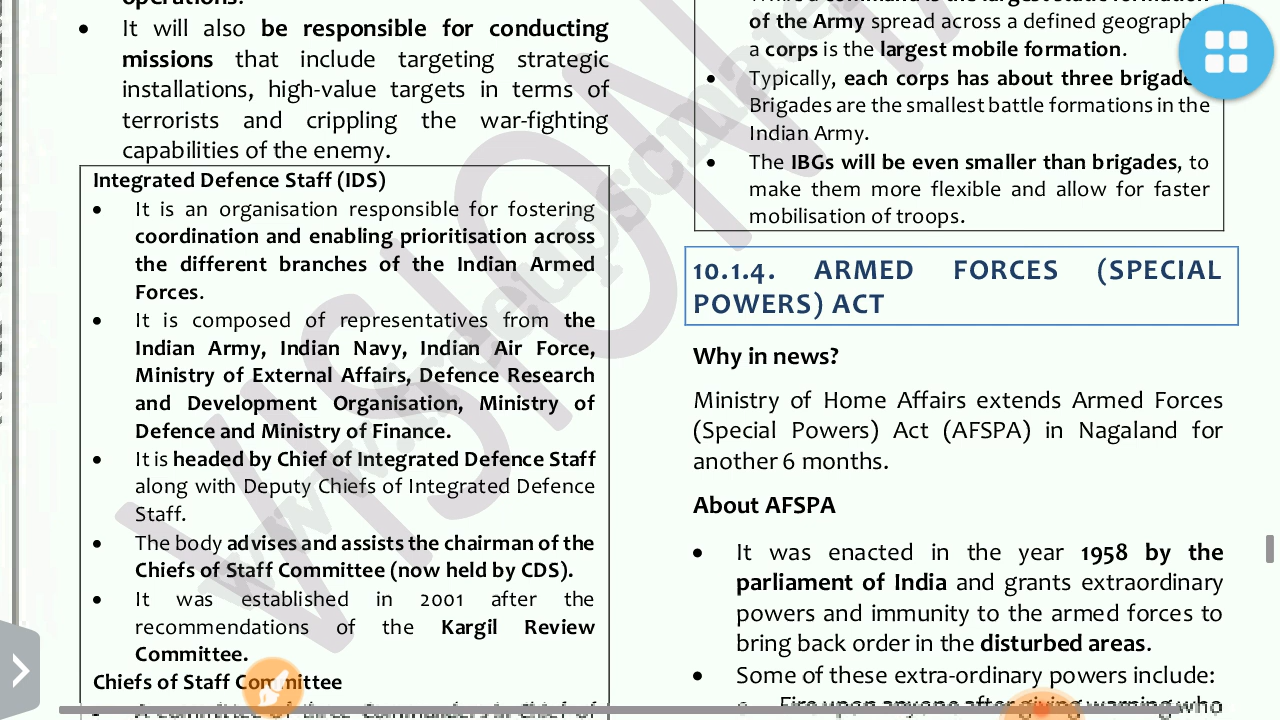 operations.
• It will also be responsible for conducting
missions that include targeting strategic
installations, high-value targets in terms of
terrorists and crippling the war-fighting
capabilities of the enemy.
Integrated Defence Staff (IDS)
• It is an organisation responsible for fostering
coordination and enabling prioritisation across
the different branches of the Indian Armed
Forces.
• It is composed of representatives from the
Indian Army, Indian Navy, Indian Air Force,
Ministry of External Affairs, Defence Research
and Development Organisation, Ministry of
Defence and Ministry of Finance.
• It is headed by Chief of Integrated Defence Staff
along with Deputy Chiefs of Integrated Defence
Staff.
• The body advises and assists the chairman of the
Chiefs of Staff Committee (now held by CDS).
• It was established in 2001 after the
recommendations of the Kargil Review
Committee.
Chiefs of Staff Committee
of the Army spread across a defined geography
a corps is the largest mobile formation.
• Typically, each corps has about three brigades
Brigades are the smallest battle formations in the
Indian Army.
• The IBGs will be even smaller than brigades, to
make them more flexible and allow for faster
mobilisation of troops.
10.1.4. ARMED FORCES (SPECIAL
POWERS) ACT
Why in news?
Ministry of Home Affairs extends Armed Forces
(Special Powers) Act (AFSPA) in Nagaland for
another 6 months.
About AFSPA
• It was enacted in the year 1958 by the
parliament of India and grants extraordinary
powers and immunity to the armed forces to
bring back order in the disturbed areas.
• Some of these extra-ordinary powers include:
Fire upon anyone after giving warning who
VISION